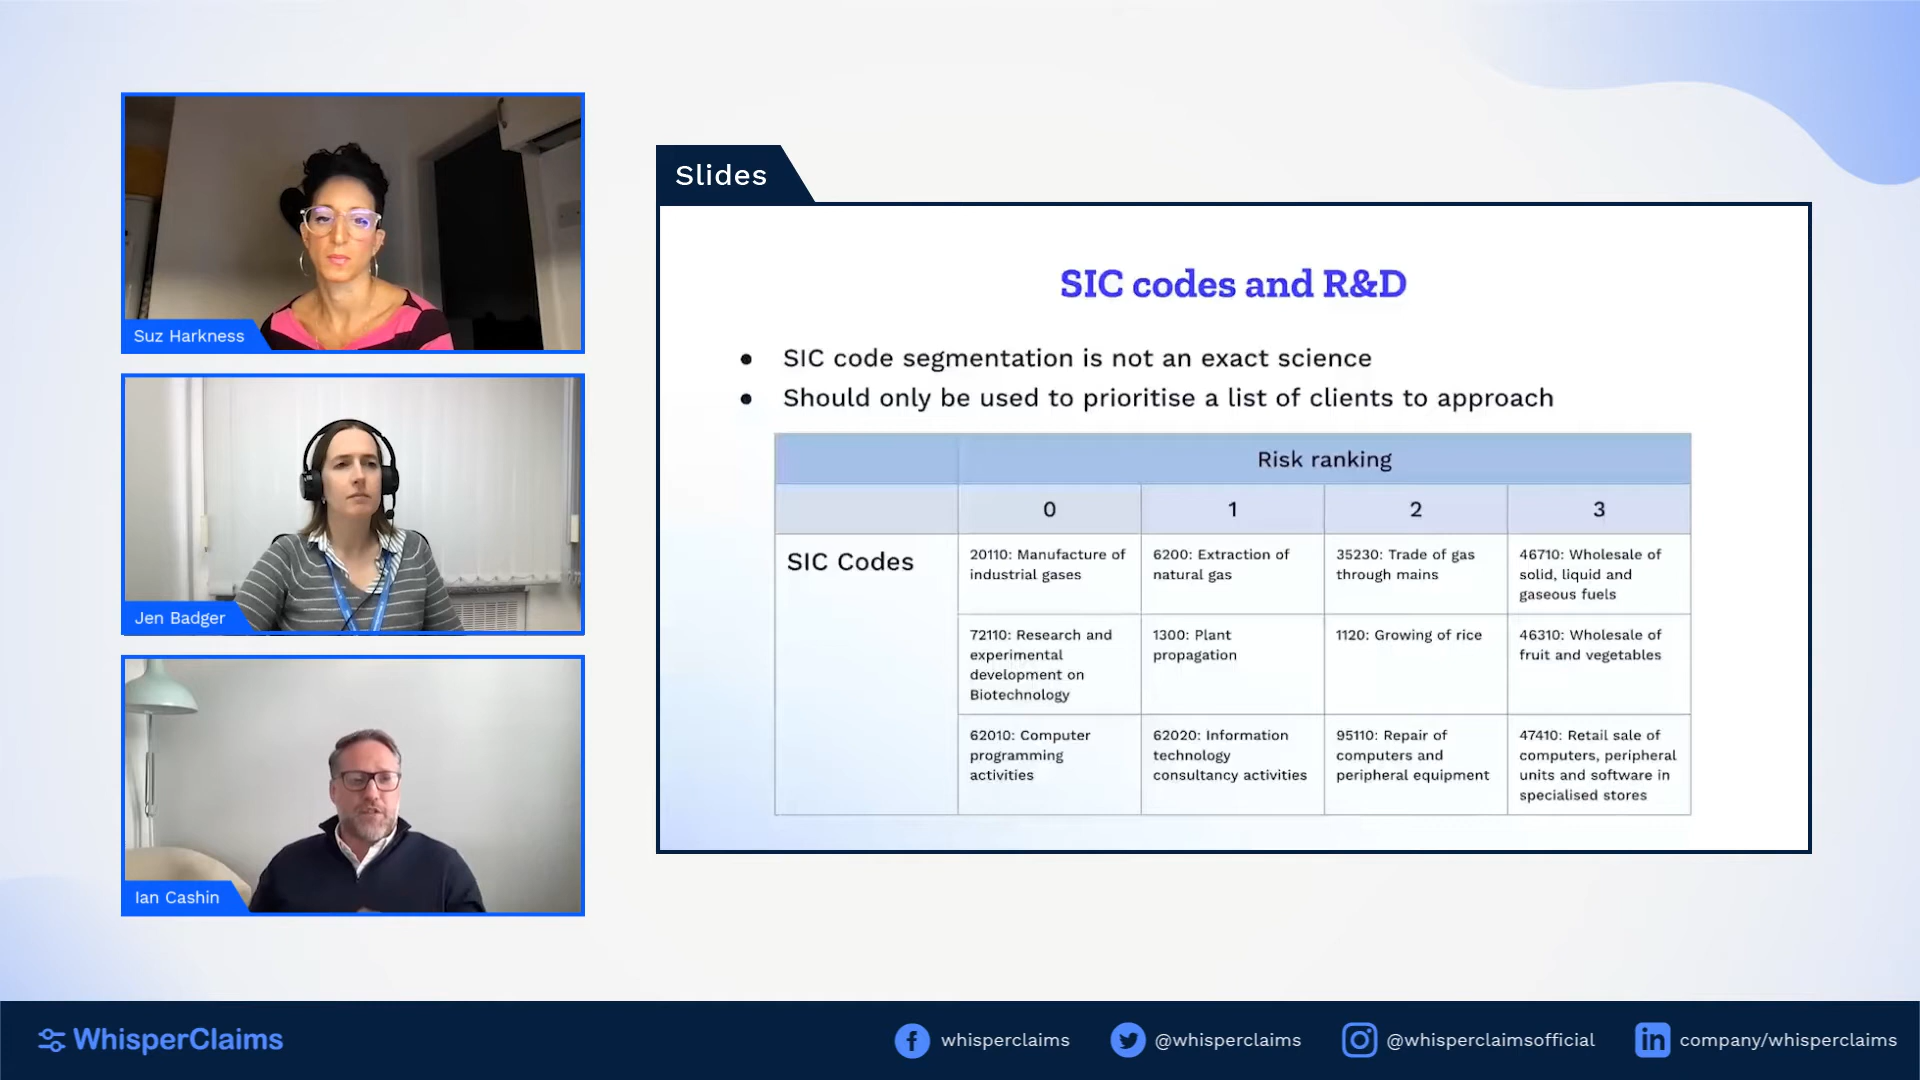 Suz Harkness
Jen Badger
Ian Cashin
Slides
SIC codes and R&D
● SIC code segmentation is not an exact science
● Should only be used to prioritise a list of clients to approach
Risk ranking
0 1 2 3
SIC Codes
20110: Manufacture of
industrial gases
6200: Extraction of
natural gas
35230: Trade of gas
through mains
46710: Wholesale of
solid, liquid and
gaseous fuels
72110: Research and
experimental
development on
Biotechnology
1300: Plant
propagation
1120: Growing of rice
46310: Wholesale of
fruit and vegetables
62010: Computer
programming
activities
62020: Information
technology
consultancy activities
95110: Repair of
computers and
peripheral equipment
47410: Retail sale of
computers, peripheral
units and software in
specialised stores
WhisperClaims
whisperclaims
@whisperclaims
@whisperclaimsofficial
company/whisperclaims